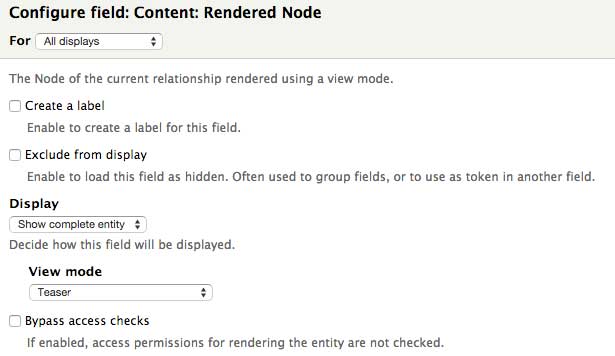 Configure field: Content: Rendered Node
For All displays
The Node of the current relationship rendered using a view mode.
Create a label
Enable to create a label for this field.
Exclude from display
Enable to load this field as hidden. Often used to group fields, or to use as token in another field.
Display
Show complete entity
Decide how this field will be displayed.
View mode
Teaser
Bypass access checks
If enabled, access permissions for rendering the entity are not checked.